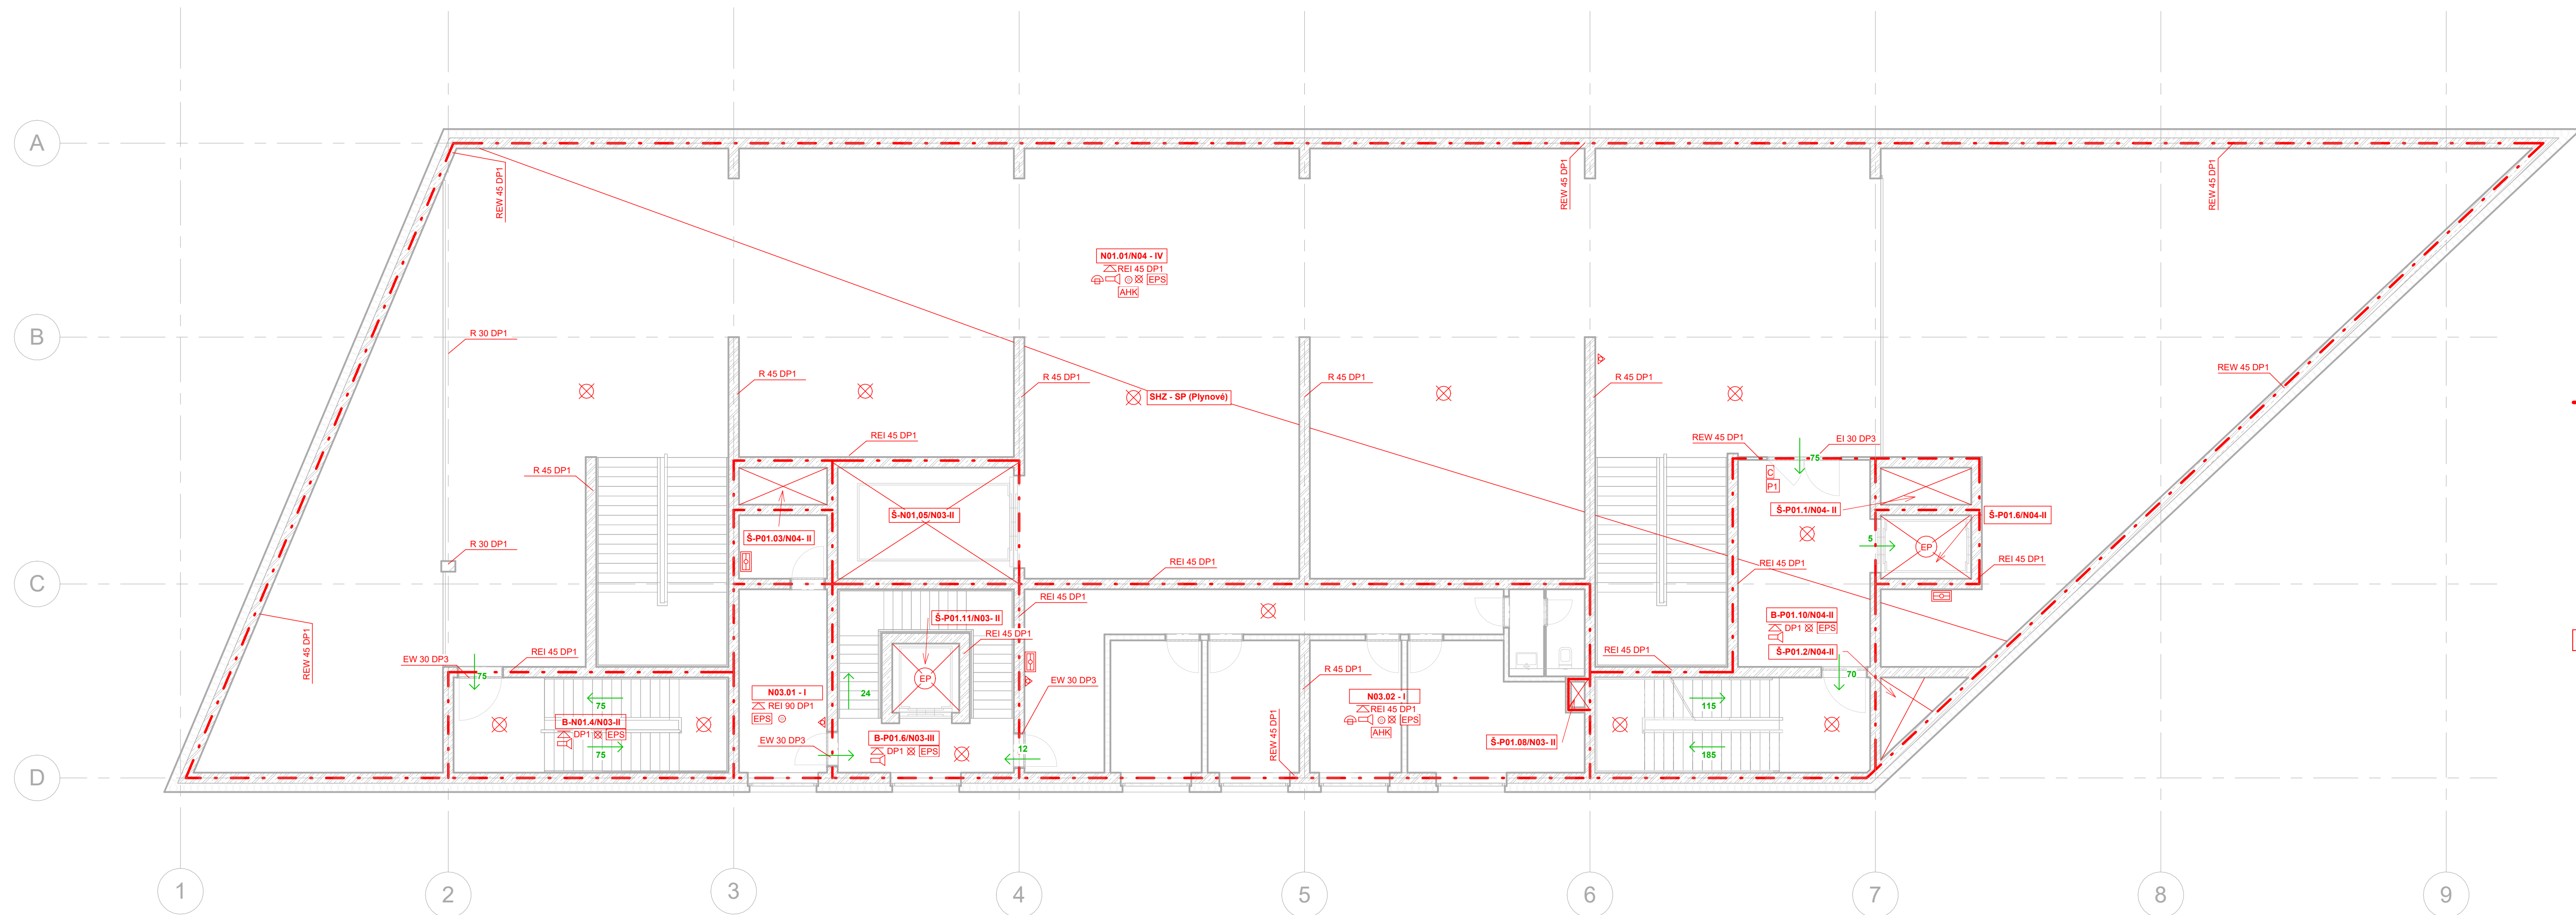 A
REW 45 DP1
REW 45 DP1
REW 45 DP1
N01.01/N04 - IV
REI 45 DP1
EPS
AHK
B
R 30 DP1
R 45 DP1
R 45 DP1
R 45 DP1
R 45 DP1
REW 45 DP1
SHZ - SP (Plynové)
REI 45 DP1
REW 45 DP1
EI 30 DP3
75
R 45 DP1
C
P1
Š-N01,05/N03-II
Š-P01.1/N04- II
Š-P01.6/N04-II
Š-P01.03/N04- II
R 30 DP1
5
EP
REI 45 DP1
REI 45 DP1
REI 45 DP1
C
REI 45 DP1
Š-P01.11/N03- II
B-P01.10/N04-II
DP1
EPS
REI 45 DP1
REW 45 DP1
EW 30 DP3
REI 45 DP1
REI 45 DP1
Š-P01.2/N04-II
75
R 45 DP1
70
EP
EW 30 DP3
24
N03.01 - I
REI 90 DP1
EPS
N03.02 - I
REI 45 DP1
EPS
AHK
75
115
B-N01.4/N03-II
DP1
EPS
75
B-P01.6/N03-III
DP1
EPS
EW 30 DP3
12
REW 45 DP1
Š-P01.08/N03- II
185
D
1
2
3
4
5
6
7
8
9